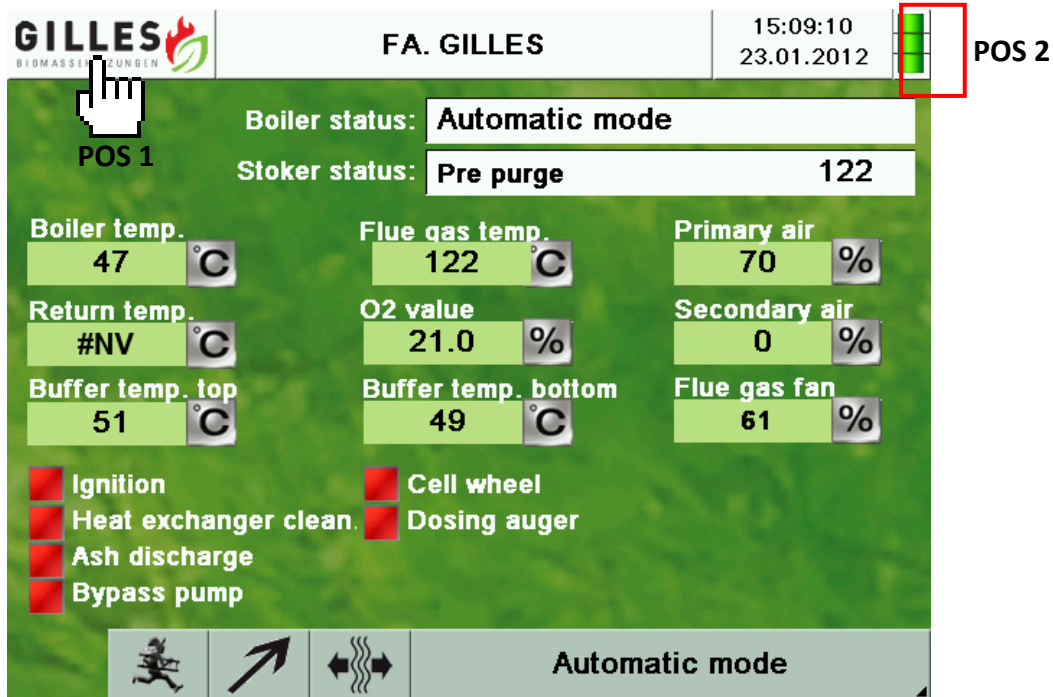 GILLES
FA. GILLES
15:09:10
23.01.2012
POS 2
POS 1
Boiler status: Automatic mode
Stoker status: Pre purge 122
Boiler temp. Flue gas temp. Primary air
47 °C 122 °C 70 %
Return temp. O2 value Secondary air
#NV °C 21.0 % 0 %
Buffer temp. top Buffer temp. bottom Flue gas fan
51 °C 49 °C 61 %
Ignition Cell wheel
Heat exchanger clean. Dosing auger
Ash discharge
Bypass pump
Automatic mode